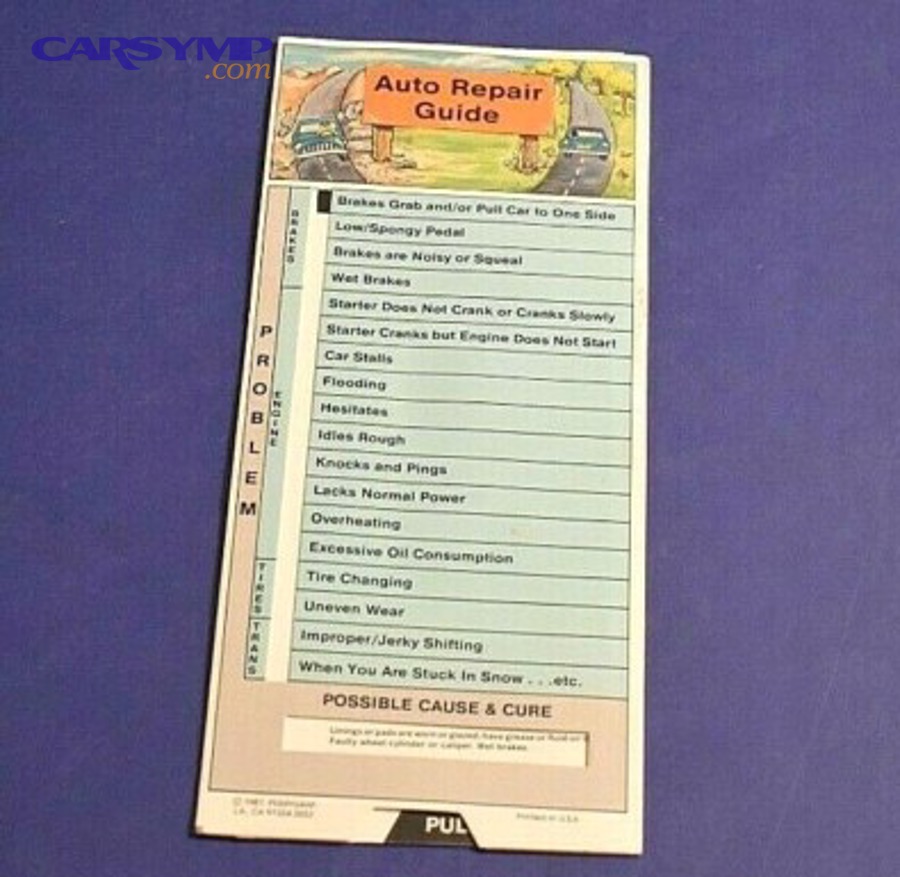 CARSYMP
.com
Auto Repair
Guide
PROBLEM
BRAKES
Brakes Grab and/or Pull Car to One Side
Low/Spongy Pedal
Brakes are Noisy or Squeal
Wet Brakes
ENGINE
Starter Does Not Crank or Cranks Slowly
Starter Cranks but Engine Does Not Start
Car Stalls
Flooding
Hesitates
Idles Rough
Knocks and Pings
Lacks Normal Power
Overheating
Excessive Oil Consumption
TIRES
Tire Changing
Uneven Wear
TRANS
Improper/Jerky Shifting
When You Are Stuck In Snow . . .etc.
POSSIBLE CAUSE & CURE
Linings or pads are worn or glazed, have grease or fluid on
Faulty wheel cylinder or caliper. Wet brakes.
Printed in U.S.A.
PUL